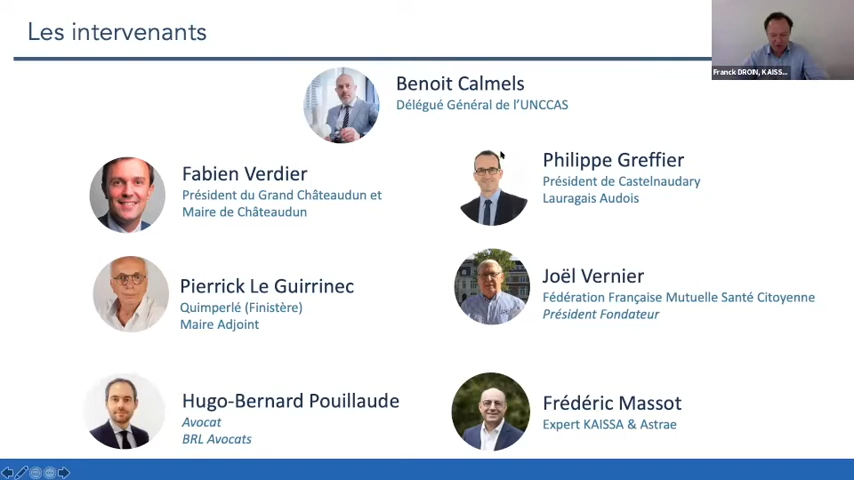 Les intervenants
Franck DROIN, KAISS...
Benoit Calmels
Délégué Général de l'UNCCAS
Fabien Verdier
Président du Grand Châteaudun et
Maire de Châteaudun
Philippe Greffier
Président de Castelnaudary
Lauragais Audois
Pierrick Le Guirrinec
Quimperlé (Finistère)
Maire Adjoint
Joël Vernier
Fédération Française Mutuelle Santé Citoyenne
Président Fondateur
Hugo-Bernard Pouillaude
Avocat
BRL Avocats
Frédéric Massot
Expert KAISSA & Astrae